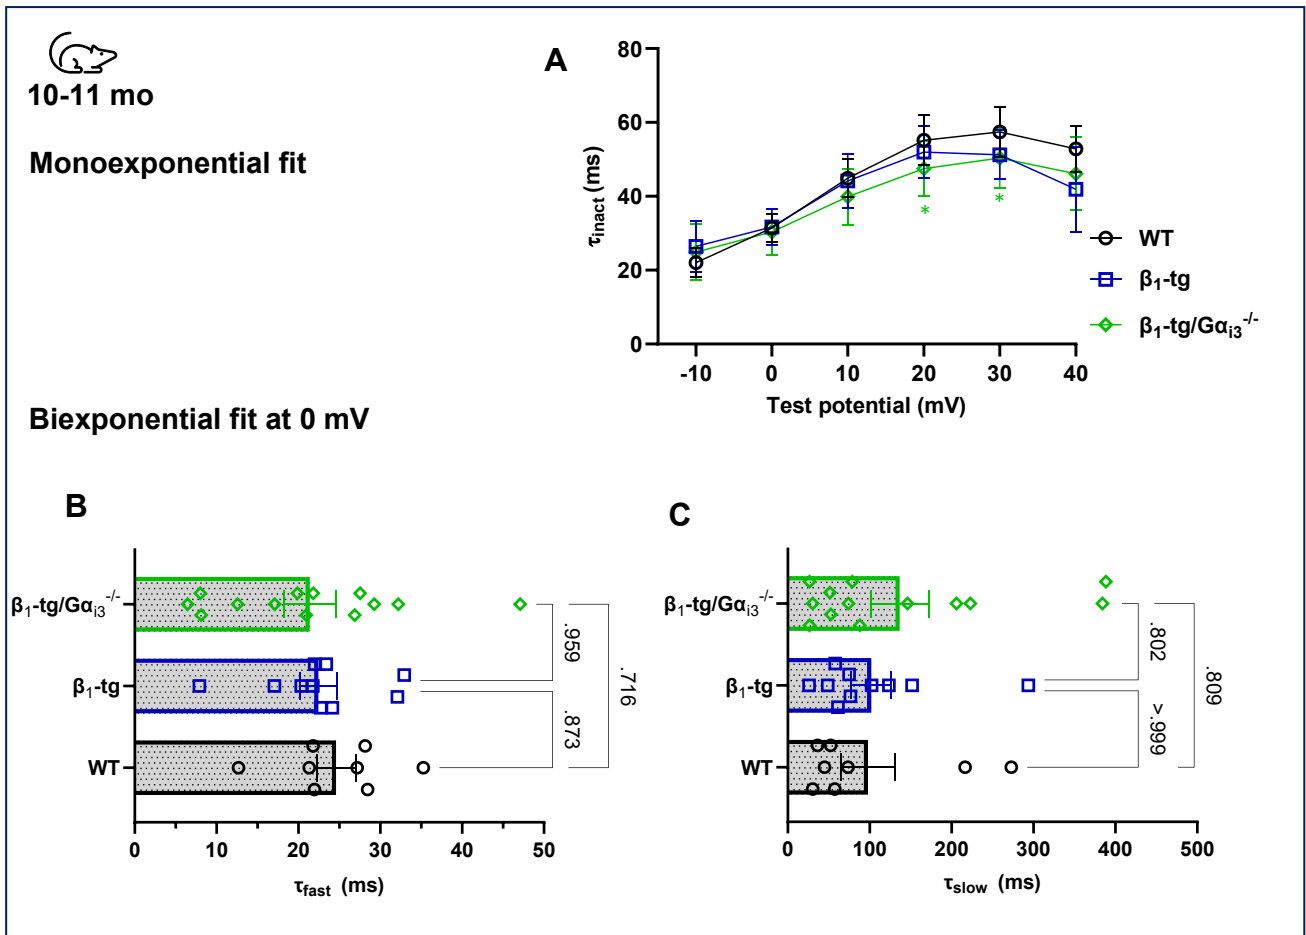 10-11 mo
Monoexponential fit
A
τinact (ms)
80
60
40
20
0
-10 0 10 20 30 40
Test potential (mV)
*
*
WT
β1-tg
β1-tg/Gαi3-/-
Biexponential fit at 0 mV
B
β1-tg/Gαi3-/-
β1-tg
WT
.959
.873
.716
0 10 20 30 40 50
τfast (ms)
C
β1-tg/Gαi3-/-
β1-tg
WT
.802
>.999
.809
0 100 200 300 400 500
τslow (ms)